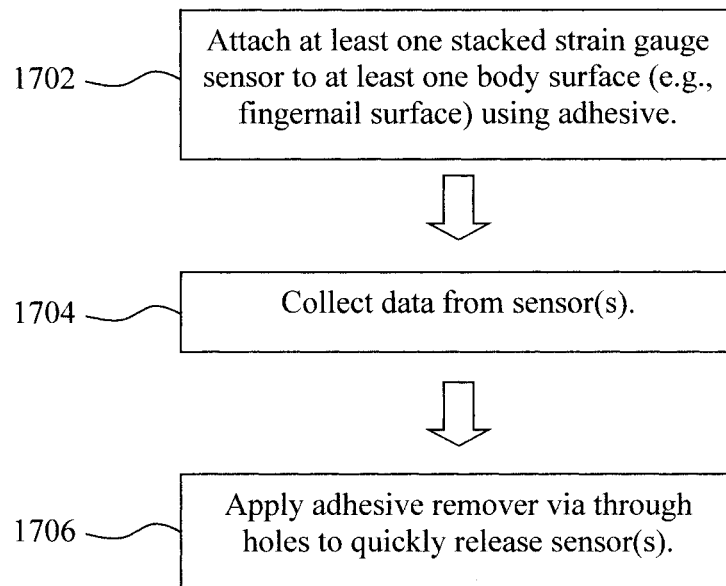 1702
Attach at least one stacked strain gauge
sensor to at least one body surface (e.g.,
fingernail surface) using adhesive.
1704
Collect data from sensor(s).
1706
Apply adhesive remover via through
holes to quickly release sensor(s).